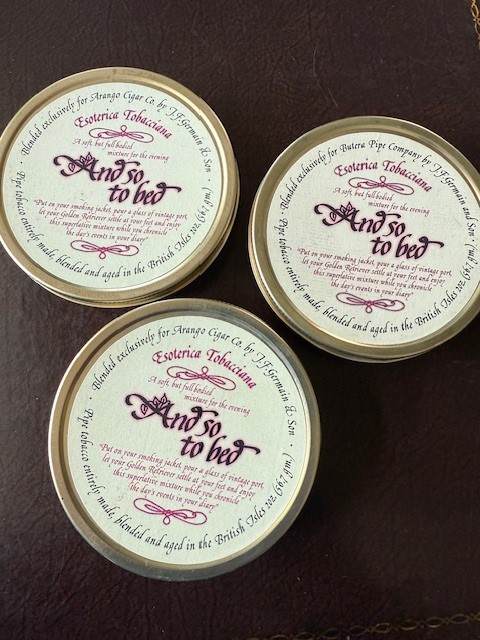 Blended exclusively for Arango Cigar Co. by J.F. Germain & Son
Esoterica Tobacciana
A soft, but full bodied
mixture for the evening
And so
to bed
"Put on your smoking jacket, pour a glass of vintage port,
let your Golden Retriever settle at your feet and enjoy
this superlative mixture while you chronicle
the day's events in your diary"
Pipe tobacco entirely made, blended and aged in the British Isles 2oz (56.7gm)
Blended exclusively for Butera Pipe Company by J.F. Germain and Son
Esoterica Tobacciana
A soft, but full bodied
mixture for the evening
And so
to bed
"Put on your smoking jacket, pour a glass of vintage port,
let your Golden Retriever settle at your feet and enjoy
this superlative mixture while you chronicle
the day's events in your diary"
Pipe tobacco entirely made, blended and aged in the British Isles 2oz
Blended exclusively for Arango Cigar Co. by J.F. Germain & Son
Esoterica Tobacciana
A soft, but full bodied
mixture for the evening
And so
to bed
"Put on your smoking jacket, pour a glass of vintage port,
let your Golden Retriever settle at your feet and enjoy
this superlative mixture while you chronicle
The day's events in your diary"
Pipe tobacco entirely made, blended and aged in the British Isles 2oz (56.7gm)